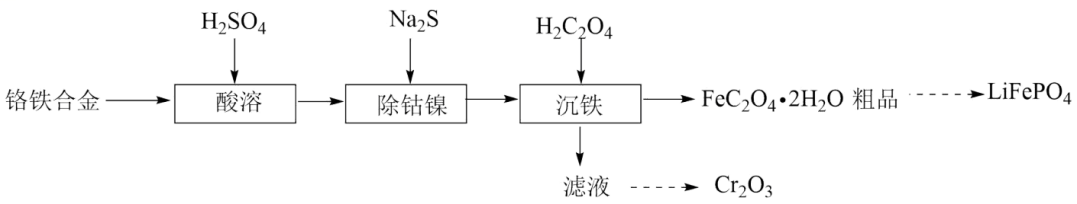 H₂SO₄ Na₂S H₂C₂O₄
铬铁合金 酸溶 除钴镍 沉铁 FeC₂O₄•2H₂O 粗品 LiFePO₄
滤液 Cr₂O₃